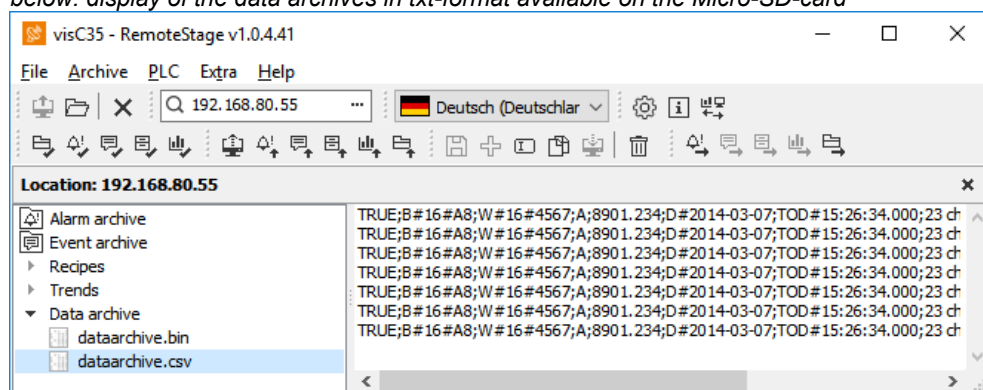 below: display of the data archives in txt-format available on the Micro-SD-card
visC35 - RemoteStage v1.0.4.41
File Archive PLC Extra Help
192.168.80.55 ... Deutsch (Deutschlar
Location: 192.168.80.55
Alarm archive
Event archive
Recipes
Trends
Data archive
dataarchive.bin
dataarchive.csv
TRUE;B#16#A8;W#16#4567;A;8901.234;D#2014-03-07;TOD#15:26:34.000;23 ch
TRUE;B#16#A8;W#16#4567;A;8901.234;D#2014-03-07;TOD#15:26:34.000;23 ch
TRUE;B#16#A8;W#16#4567;A;8901.234;D#2014-03-07;TOD#15:26:34.000;23 ch
TRUE;B#16#A8;W#16#4567;A;8901.234;D#2014-03-07;TOD#15:26:34.000;23 ch
TRUE;B#16#A8;W#16#4567;A;8901.234;D#2014-03-07;TOD#15:26:34.000;23 ch
TRUE;B#16#A8;W#16#4567;A;8901.234;D#2014-03-07;TOD#15:26:34.000;23 ch
TRUE;B#16#A8;W#16#4567;A;8901.234;D#2014-03-07;TOD#15:26:34.000;23 ch